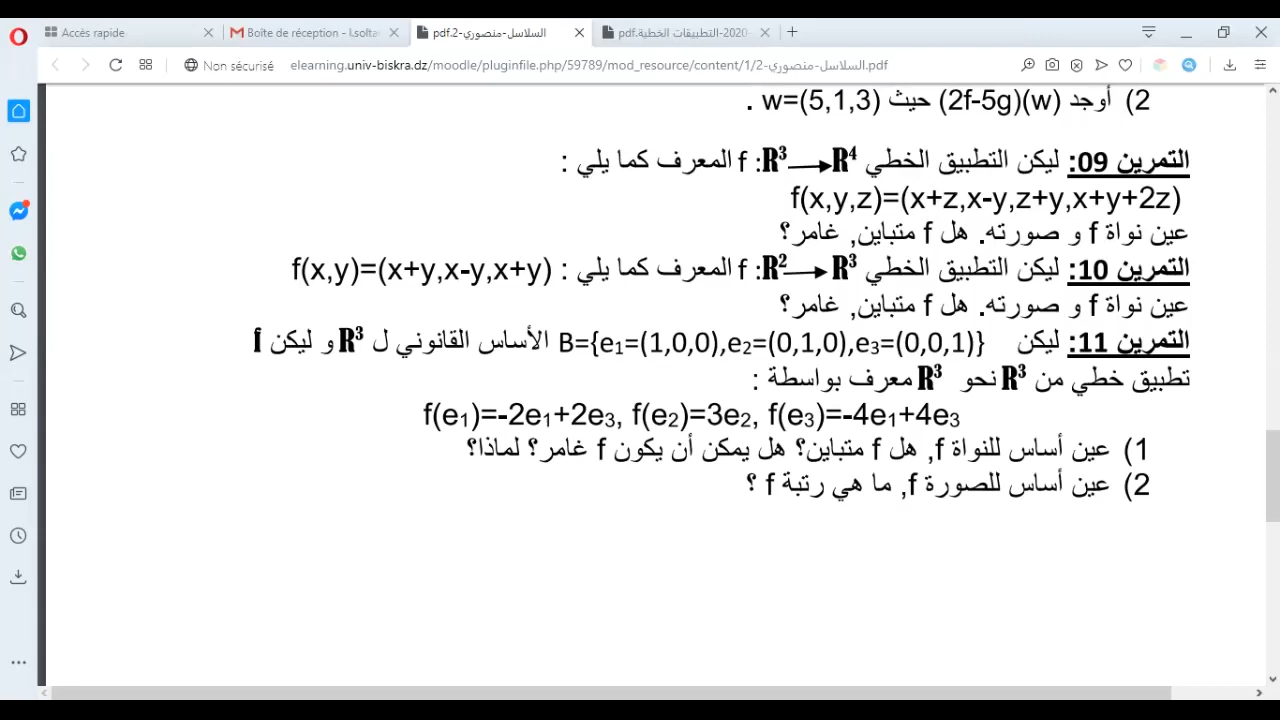 Accès rapide
Boîte de réception - l.solta
السلاسل-منصوري-2.pdf
2020-التطبيقات الخطية.pdf
Non sécurisé elearning.univ-biskra.dz/moodle/pluginfile.php/59789/mod_resource/content/1/السلاسل-منصوري-2.pdf
2) أوجد (2f-5g)(w) حيث w=(5,1,3) .
التمرين 09: ليكن التطبيق الخطي f :R³→R⁴ المعرف كما يلي :
f(x,y,z)=(x+z,x-y,z+y,x+y+2z)
عين نواة f و صورته. هل f متباين, غامر؟
التمرين 10: ليكن التطبيق الخطي f :R²→R³ المعرف كما يلي : f(x,y)=(x+y,x-y,x+y)
عين نواة f و صورته. هل f متباين, غامر؟
التمرين 11: ليكن B={e₁=(1,0,0),e₂=(0,1,0),e₃=(0,0,1)} الأساس القانوني ل R³ و ليكن f
تطبيق خطي من R³ نحو R³ معرف بواسطة :
f(e₁)=-2e₁+2e₃, f(e₂)=3e₂, f(e₃)=-4e₁+4e₃
1) عين أساس للنواة f, هل f متباين؟ هل يمكن أن يكون f غامر؟ لماذا؟
2) عين أساس للصورة f, ما هي رتبة f ؟